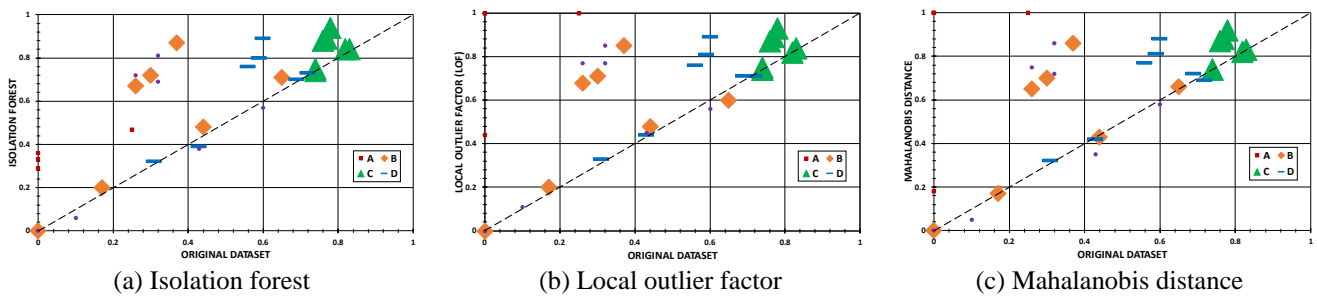 1
0.8
0.6
0.4
0.2
0
0
0.2
0.4
0.6
0.8
1
ISOLATION FOREST
ORIGINAL DATASET
A B
C D
(a) Isolation forest
1
0.8
0.6
0.4
0.2
0
0
0.2
0.4
0.6
0.8
1
LOCAL OUTLIER FACTOR (LOF)
ORIGINAL DATASET
A B
C D
(b) Local outlier factor
1
0.8
0.6
0.4
0.2
0
0
0.2
0.4
0.6
0.8
1
MAHALANOBIS DISTANCE
ORIGINAL DATASET
A B
C D
(c) Mahalanobis distance